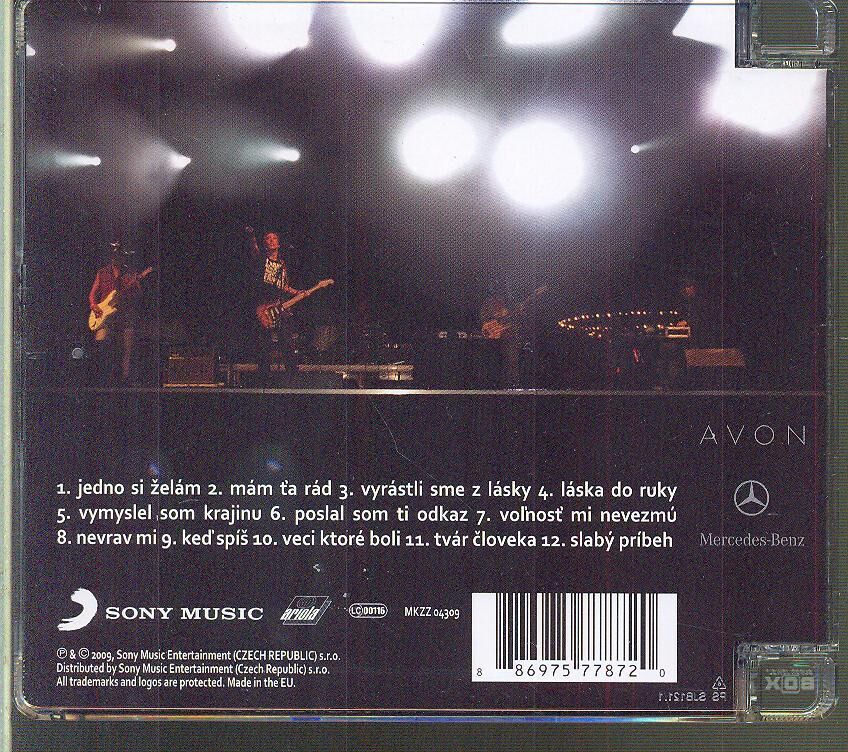 AVON
1. jedno si želám 2. mám ťa rád 3. vyrástli sme z lásky 4. láska do ruky
5. vymyslel som krajinu 6. poslal som ti odkaz 7. voľnosť mi nevezmú
8. nevrav mi 9. keď spíš 10. veci ktoré boli 11. tvár človeka 12. slabý príbeh
Mercedes-Benz
SONY MUSIC
ariola
LC 00116
MKZZ 04309
8 86975 77872 0
℗ & © 2009, Sony Music Entertainment (CZECH REPUBLIC) s.r.o.
Distributed by Sony Music Entertainment (Czech Republic) s.r.o.
All trademarks and logos are protected. Made in the EU.
BOX